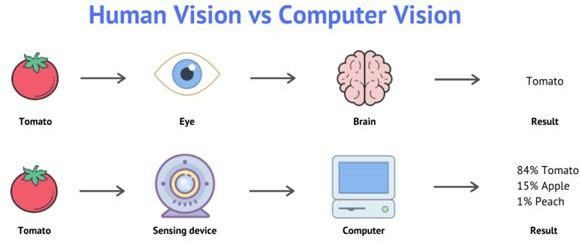 Human Vision vs Computer Vision
Tomato
Tomato
Eye
Brain
Result
84% Tomato
15% Apple
1% Peach
Tomato
Sensing device
Computer
Result